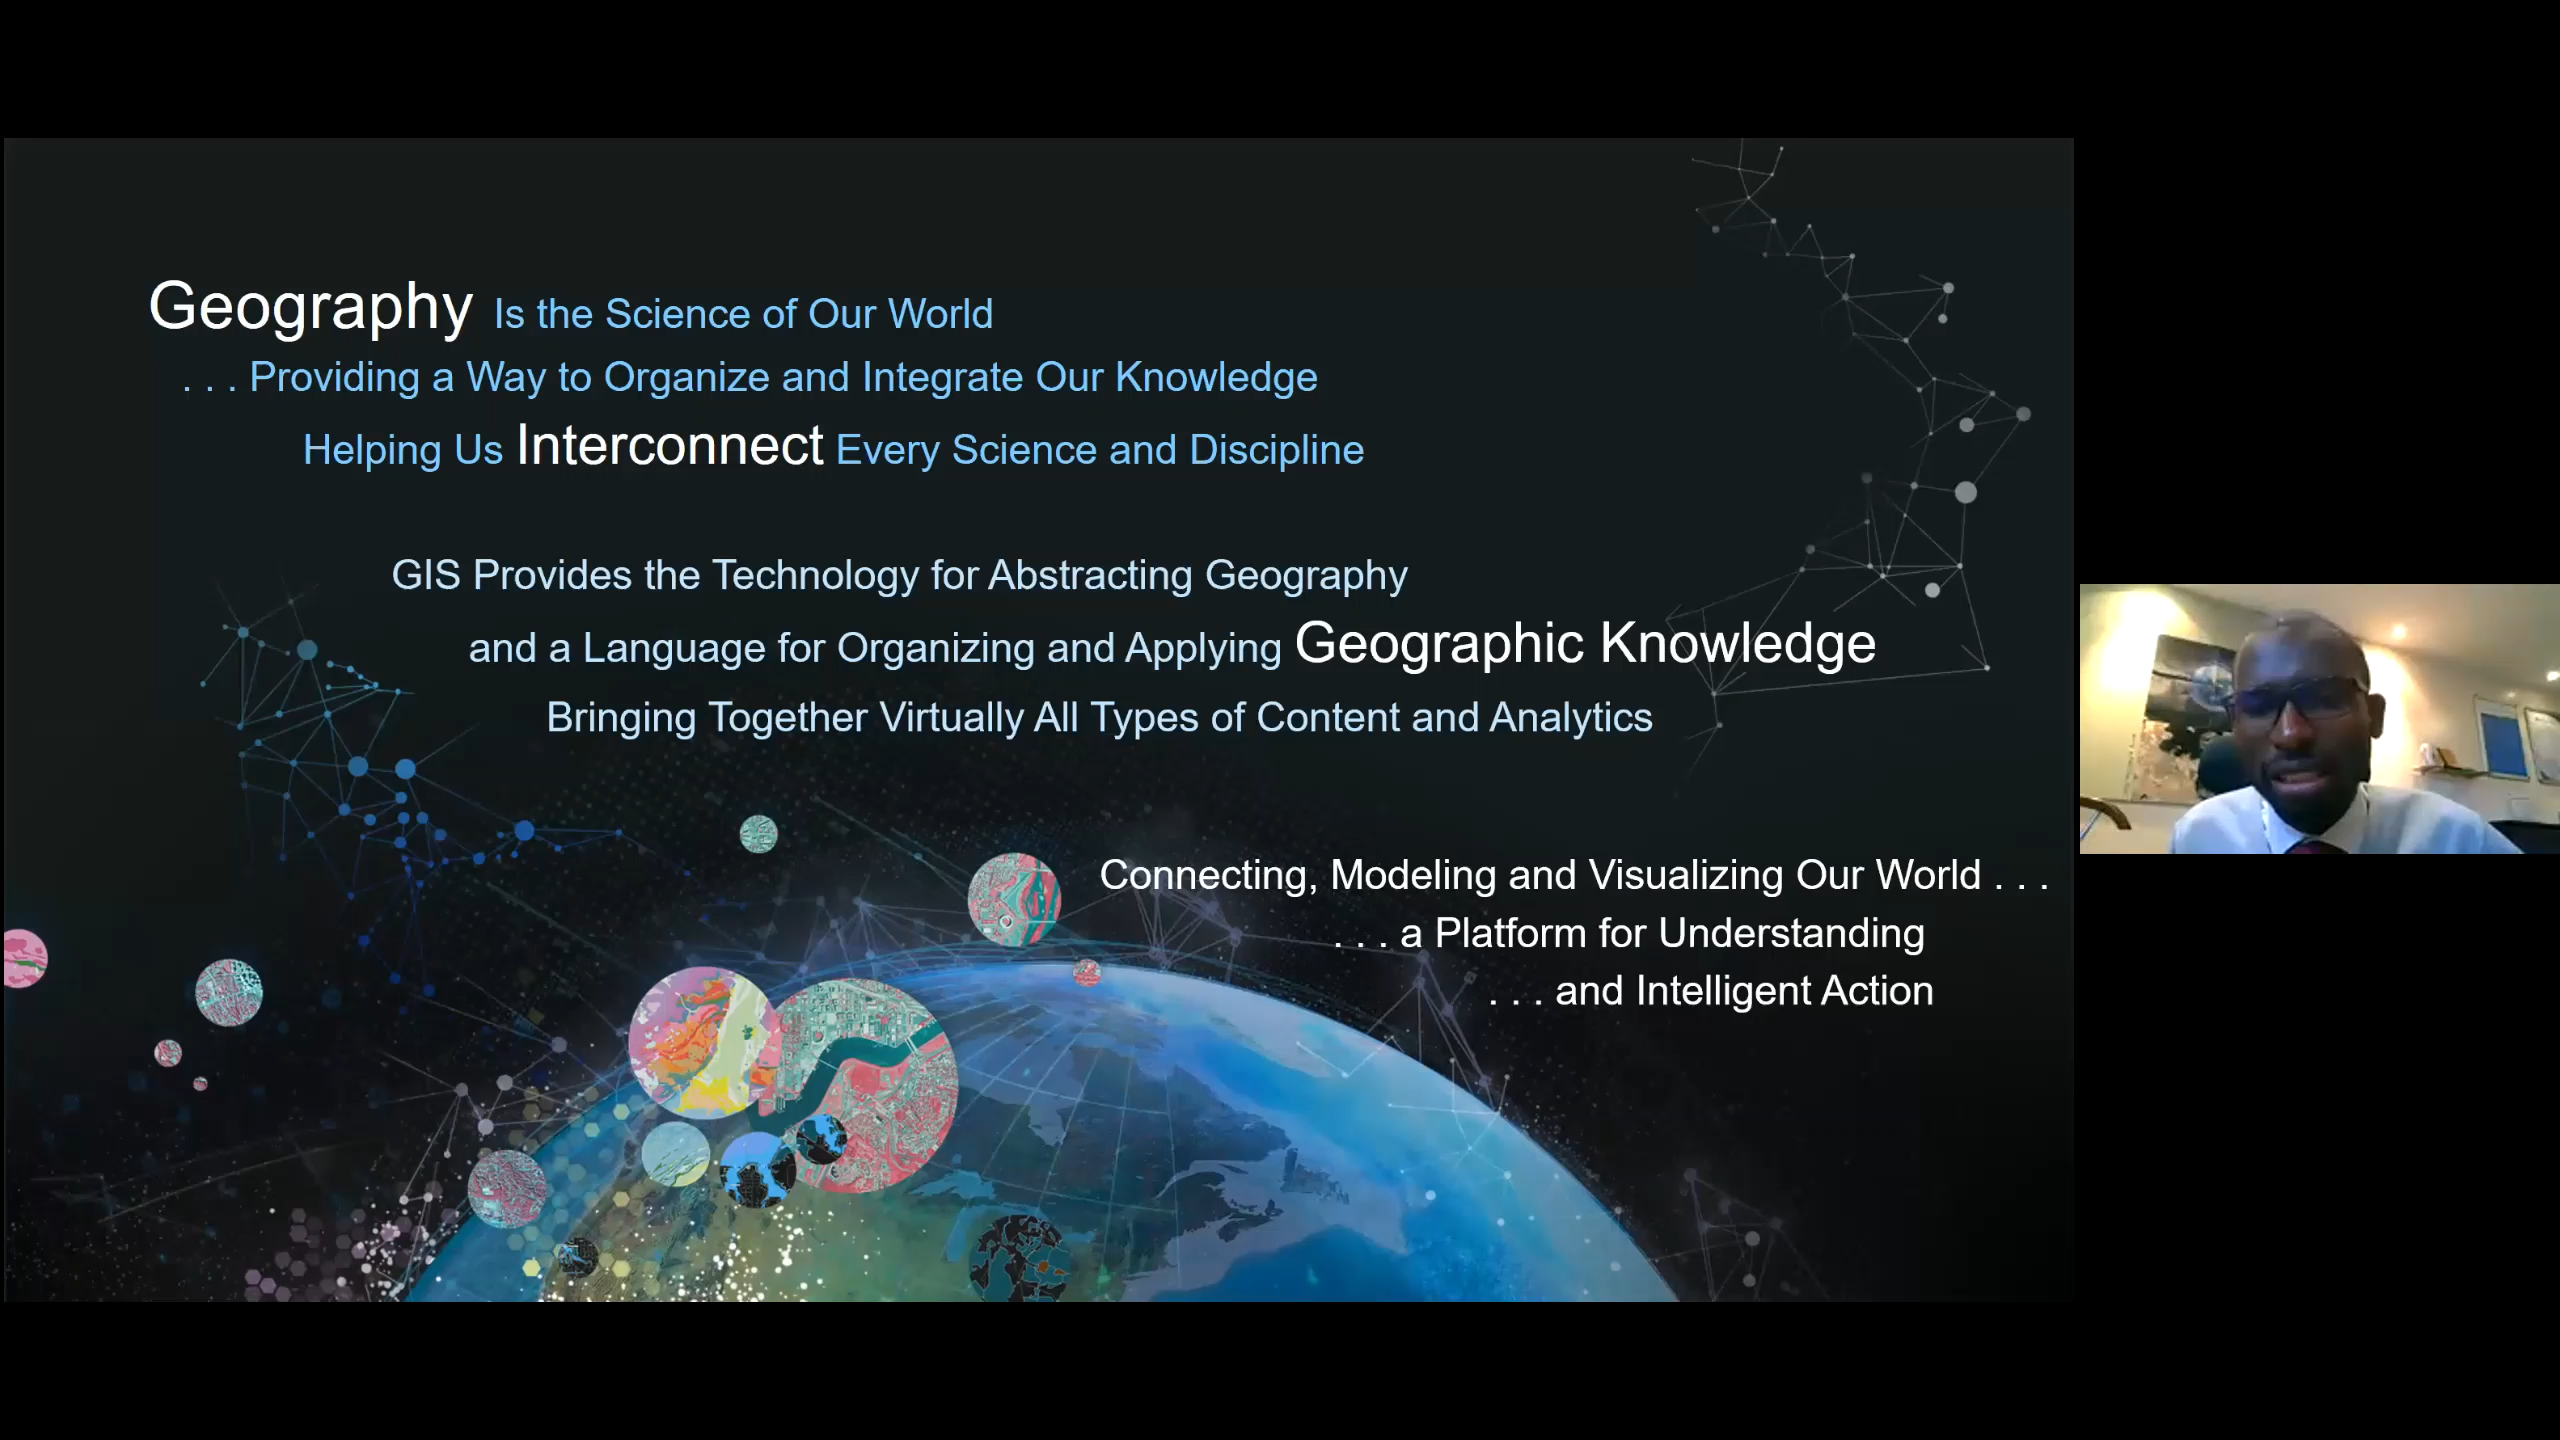 Geography Is the Science of Our World
. . . Providing a Way to Organize and Integrate Our Knowledge
Helping Us Interconnect Every Science and Discipline
GIS Provides the Technology for Abstracting Geography
and a Language for Organizing and Applying Geographic Knowledge
Bringing Together Virtually All Types of Content and Analytics
Connecting, Modeling and Visualizing Our World . . .
. . . a Platform for Understanding
. . . and Intelligent Action